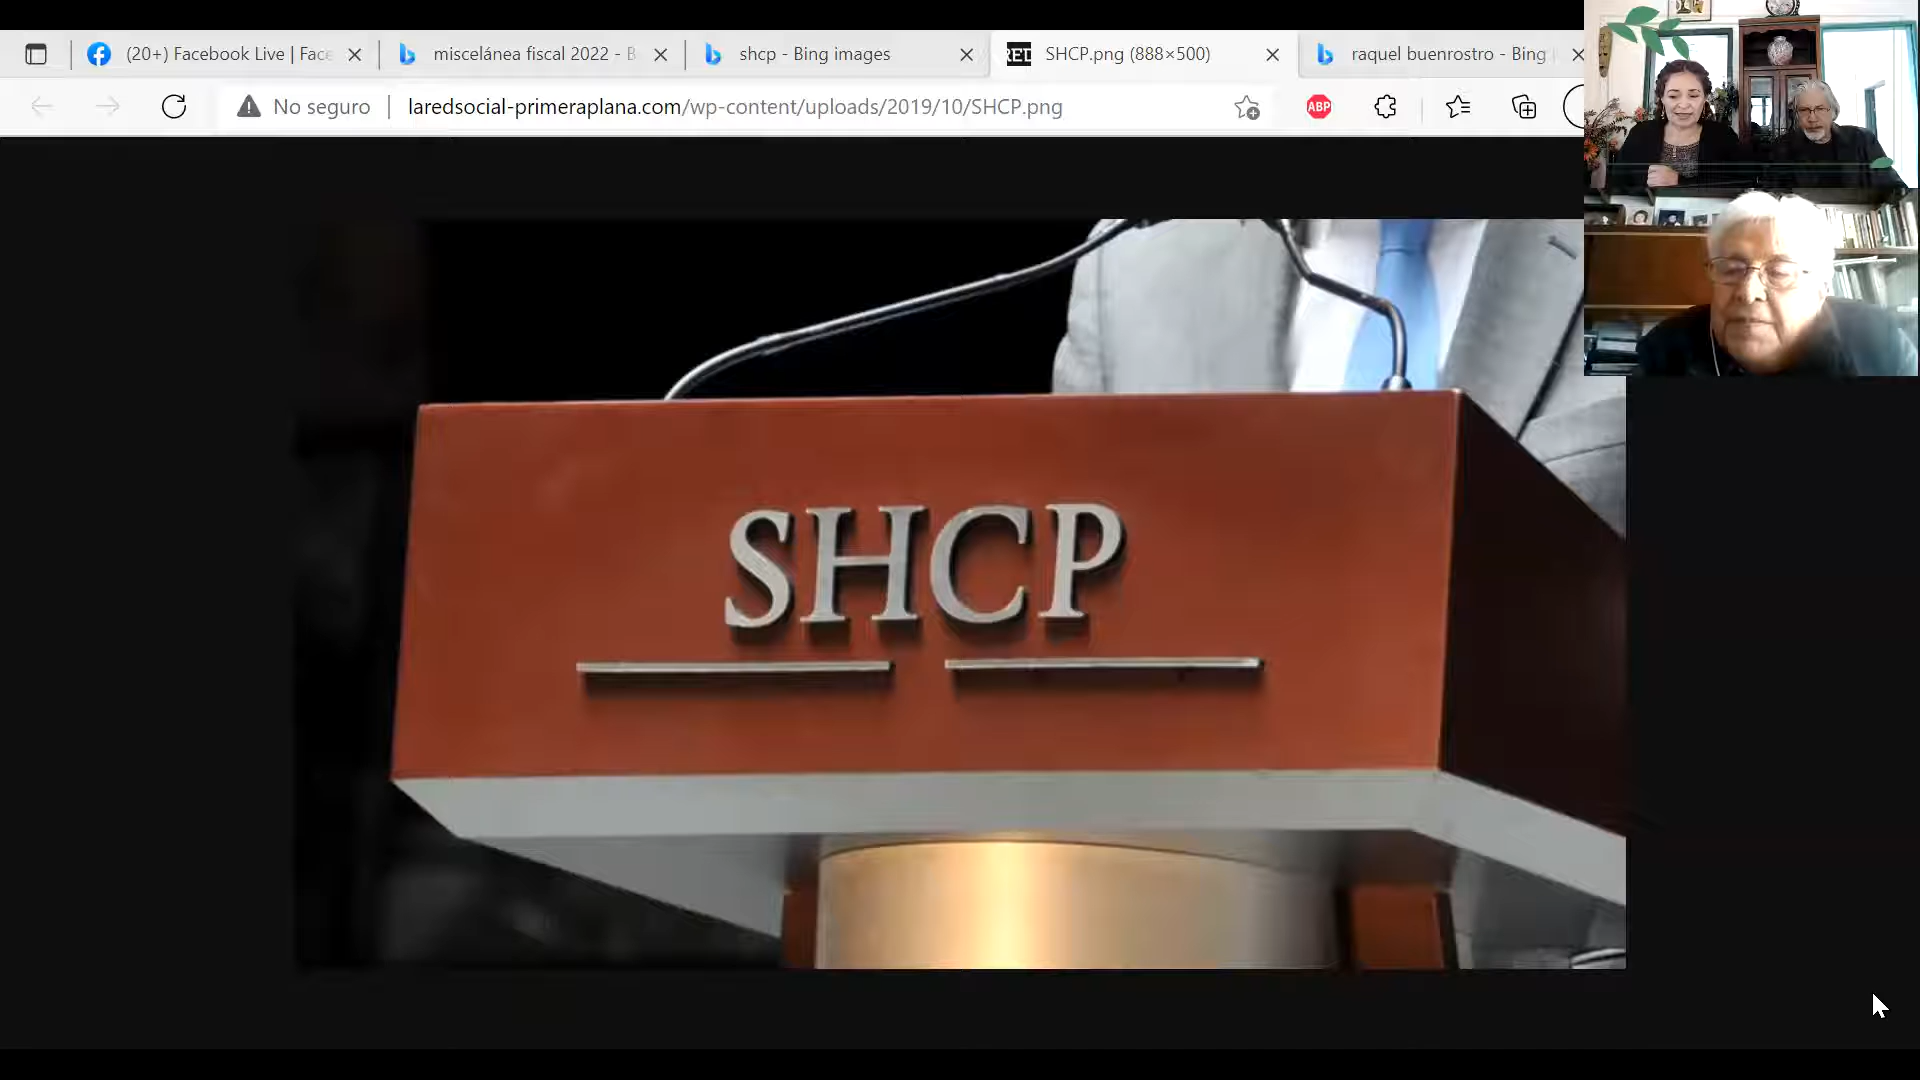 (20+) Facebook Live | Face
miscelánea fiscal 2022 - B
shcp - Bing images
RED
SHCP.png (888×500)
raquel buenrostro - Bing
No seguro
laredsocial-primeraplana.com/wp-content/uploads/2019/10/SHCP.png
ABP
SHCP